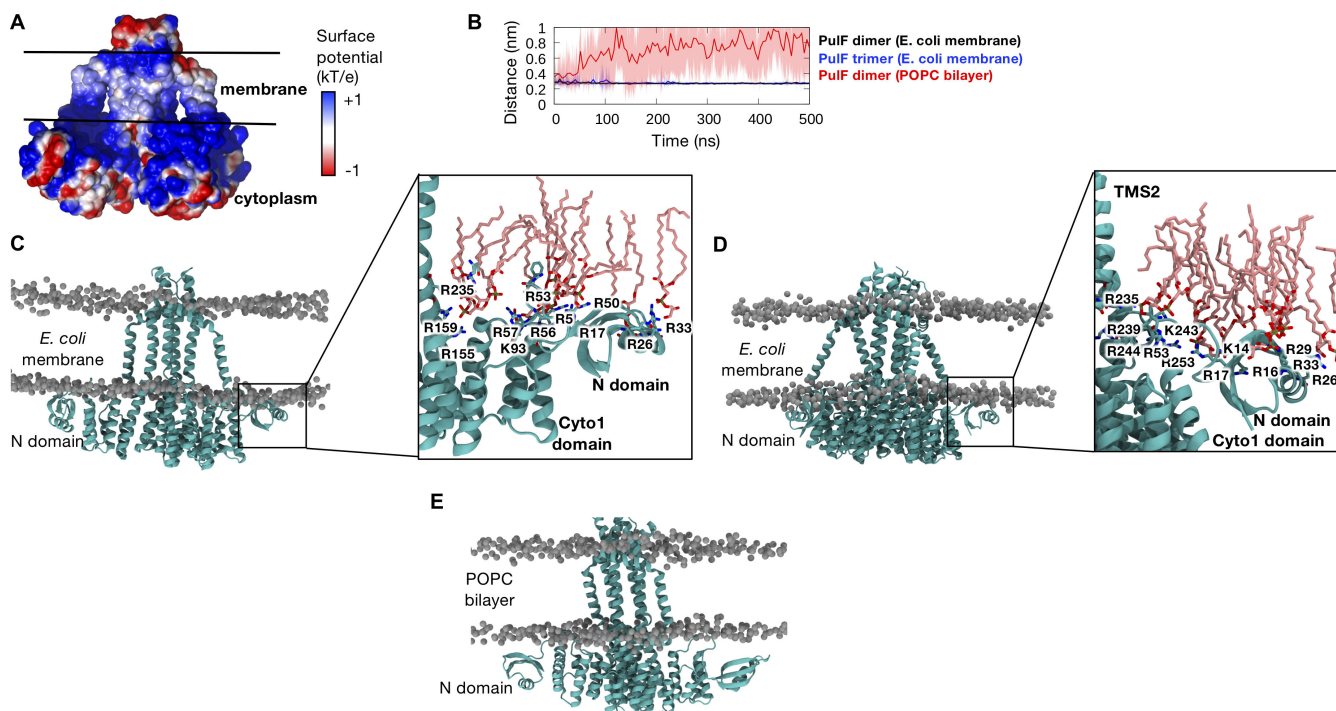 A
Surface
potential
(kT/e)
+1
-1
membrane
cytoplasm
B
Distance (nm)
1
0.8
0.6
0.4
0.2
0
0
100
200
300
400
500
Time (ns)
PulF dimer (E. coli membrane)
PulF trimer (E. coli membrane)
PulF dimer (POPC bilayer)
C
E. coli
membrane
N domain
R235
R53
R50
R159
R57
R5
R33
R56
R17
R155
K93
R26
N domain
Cyto1
domain
D
E. coli
membrane
N domain
TMS2
R235
R239
K243
K14
R29
R244
R53
R253
R33
R17
R16
R26
N domain
Cyto1 domain
E
POPC
bilayer
N domain